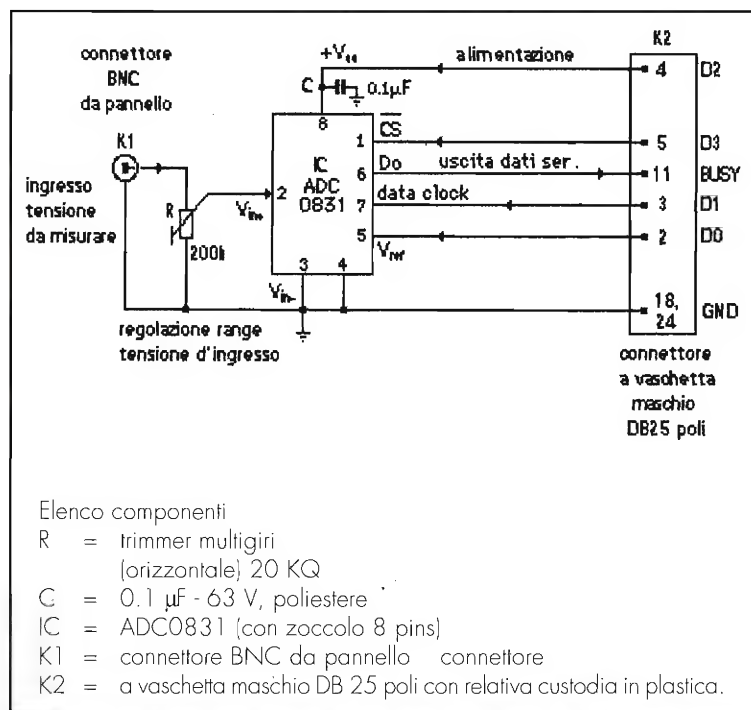 connettore
BNC
da pannello
K1
ingresso
tensione
da misurare
R
200k
regolazione range
tensione d'ingresso
+Vcc
C
0.1µF
8
IC
ADC
0831
2
Vin+
3
4
Vin-
1
CS
6
Do
uscita dati ser.
7
data clock
5
Vref
alimentazione
K2
4 D2
5 D3
11 BUSY
3 D1
2 D0
18,
24
GND
connettore
a vaschetta
maschio
DB25 poli
Elenco componenti
R = trimmer multigiri
(orizzontale) 20 KQ
C = 0.1 µF - 63 V, poliestere
IC = ADC0831 (con zoccolo 8 pins)
K1 = connettore BNC da pannello connettore
K2 = a vaschetta maschio DB 25 poli con relativa custodia in plastica.